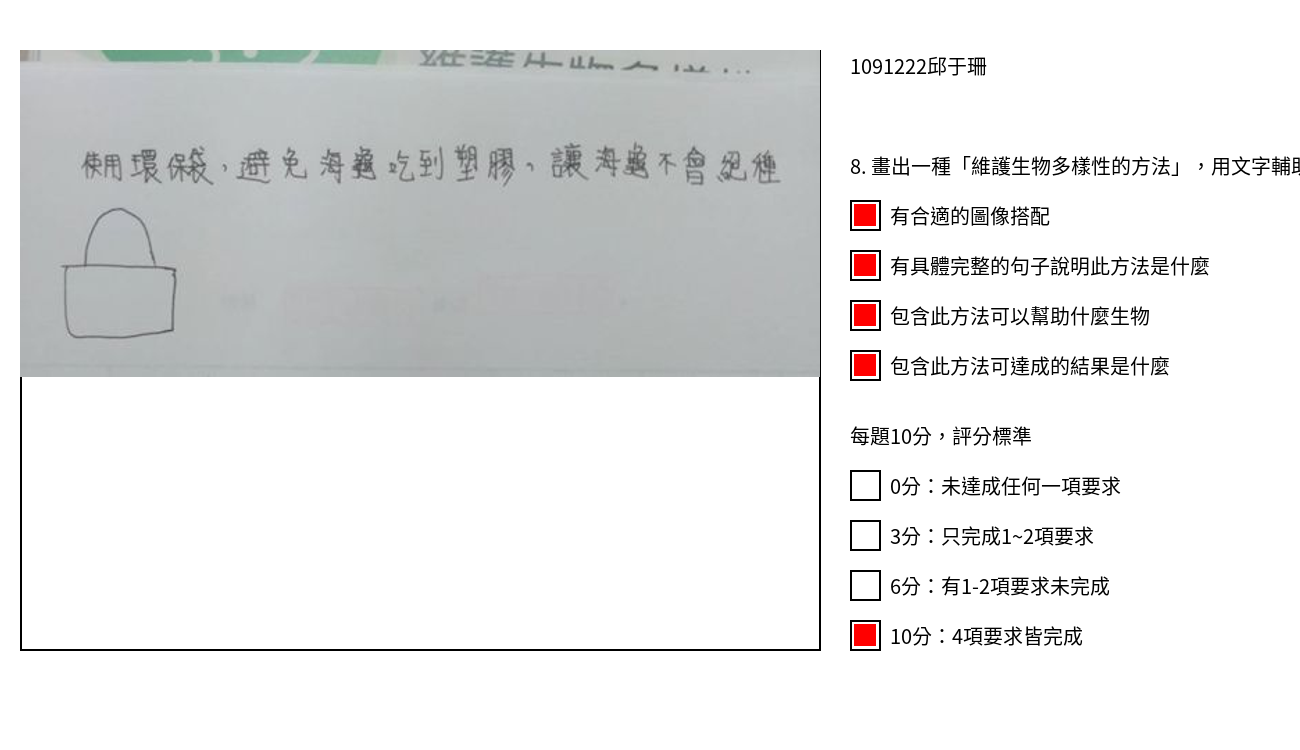 使用環保袋，避免海龜吃到塑膠，讓海龜不會絕種
1091222邱于珊
8. 畫出一種「維護生物多樣性的方法」，用文字輔助
有合適的圖像搭配
有具體完整的句子說明此方法是什麼
包含此方法可以幫助什麼生物
包含此方法可達成的結果是什麼
每題10分，評分標準
0分：未達成任何一項要求
3分：只完成1~2項要求
6分：有1-2項要求未完成
10分：4項要求皆完成